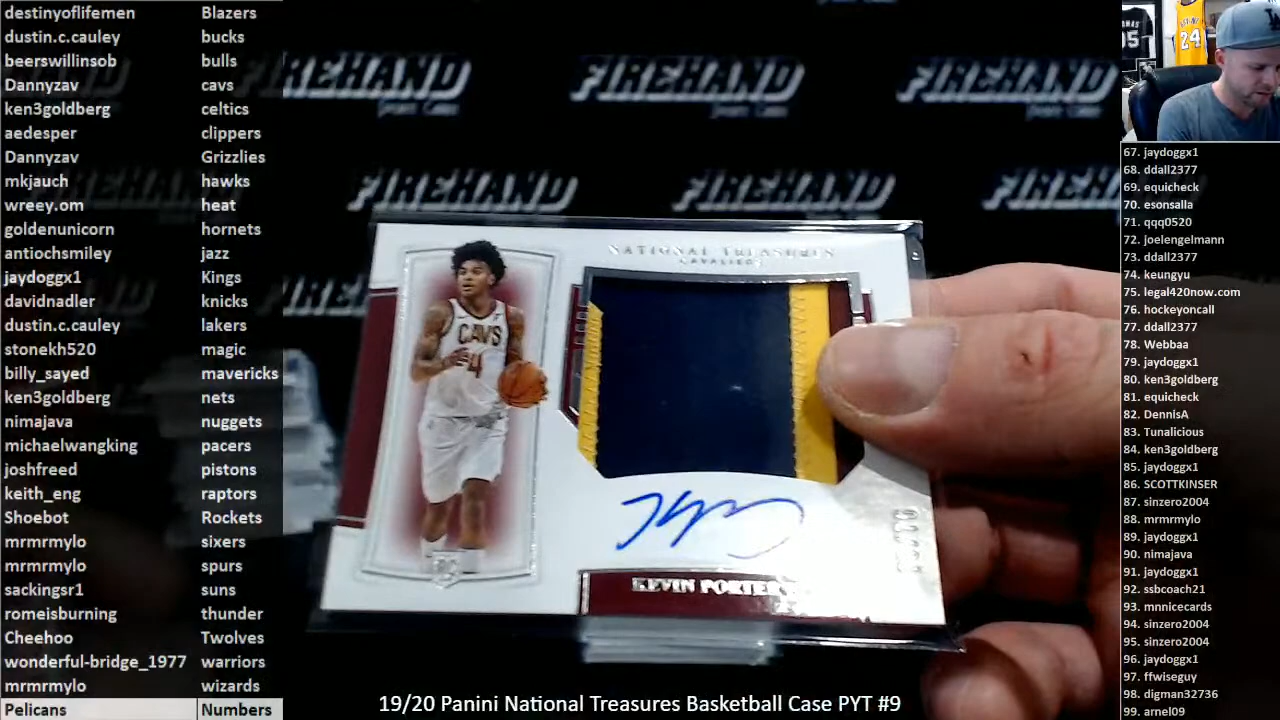 destinyoflifemen Blazers
dustin.c.cauley bucks
beerswillinsob bulls
Dannyzav cavs
ken3goldberg celtics
aedesper clippers
Dannyzav Grizzlies
mkjauch hawks
wreey.om heat
goldenunicorn hornets
antiochsmiley jazz
jaydoggx1 Kings
davidnadler knicks
dustin.c.cauley lakers
stonekh520 magic
billy_sayed mavericks
ken3goldberg nets
nimajava nuggets
michaelwangking pacers
joshfreed pistons
keith_eng raptors
Shoebot Rockets
mrmrmylo sixers
mrmrmylo spurs
sackingsr1 suns
romeisburning thunder
Cheehoo Twolves
wonderful-bridge_1977 warriors
mrmrmylo wizards
Pelicans Numbers
FIREHAND
FIREHAND
FIREHAND
FIREHAND
FIREHAND
NATIONAL TREASURES
CAVALIERS
CAVS
4
KEVIN PORTER
19/20 Panini National Treasures Basketball Case PYT #9
24
67. jaydoggx1
68. ddall2377
69. equicheck
70. esonsalla
71. qqq0520
72. joelengelmann
73. ddall2377
74. keungyu
75. legal420now.com
76. hockeyoncall
77. ddall2377
78. Webbaa
79. jaydoggx1
80. ken3goldberg
81. equicheck
82. DennisA
83. Tunalicious
84. ken3goldberg
85. jaydoggx1
86. SCOTTKINSER
87. sinzero2004
88. mrmrmylo
89. jaydoggx1
90. nimajava
91. jaydoggx1
92. ssbcoach21
93. mnnicecards
94. sinzero2004
95. sinzero2004
96. jaydoggx1
97. ffwiseguy
98. digman32736
99. arnel09